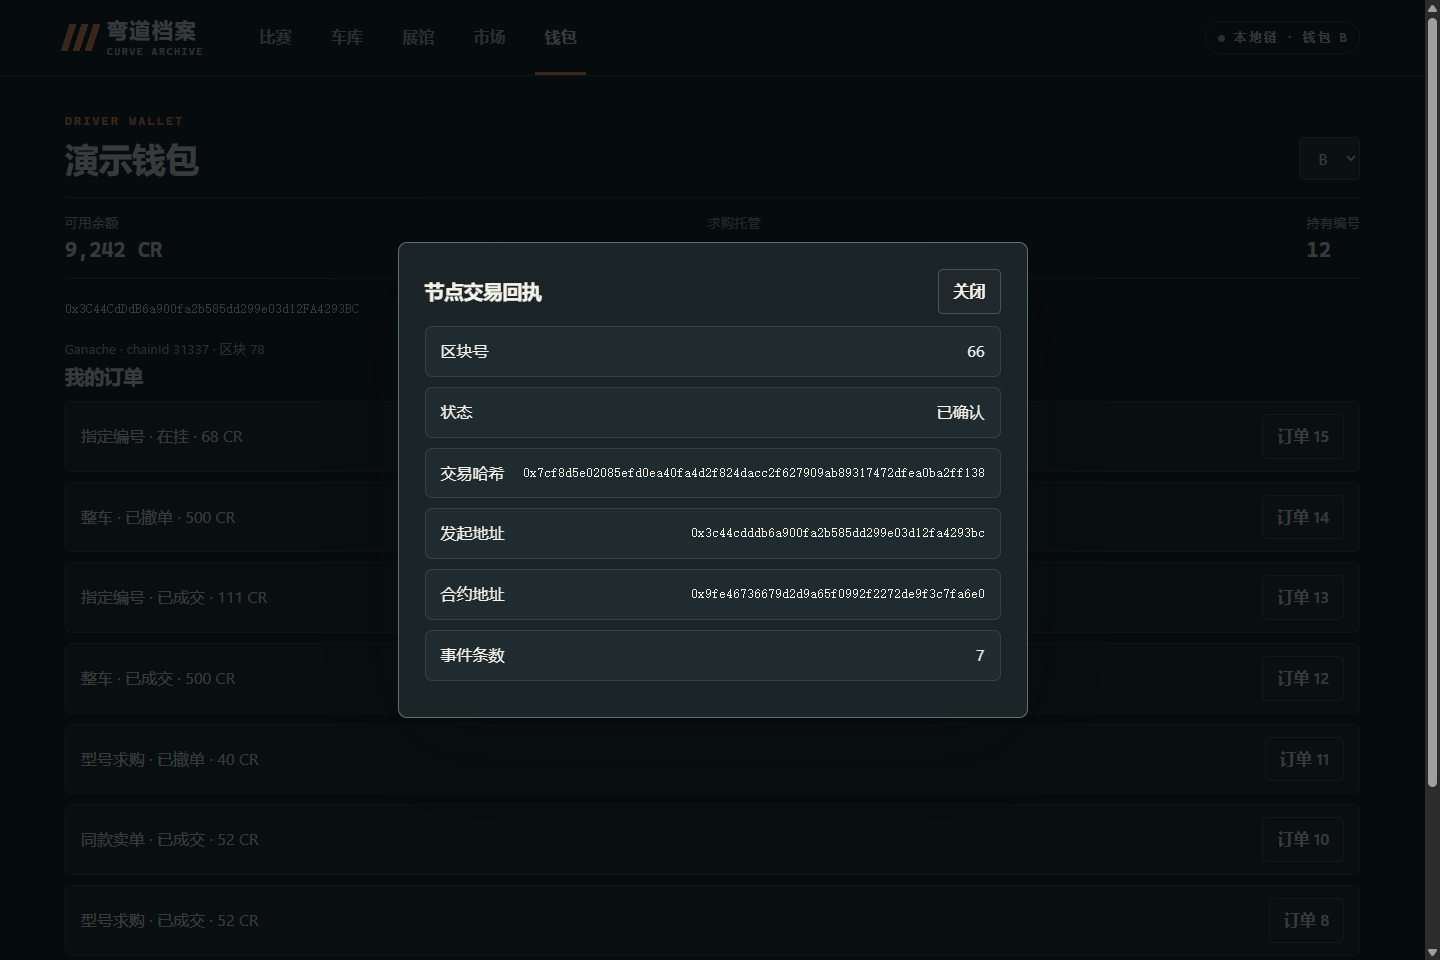 弯道档案
CURVE ARCHIVE
比赛 车库 展馆 市场 钱包
本地链 · 钱包 B
DRIVER WALLET
演示钱包
B
可用余额 求购托管 持有编号
9,242 CR 12
0x3C44CdDdB6a900fa2b585dd299e03d12FA4293BC
Ganache · chainId 31337 · 区块 78
我的订单
指定编号 · 在挂 · 68 CR 订单 15
整车 · 已撤单 · 500 CR 订单 14
指定编号 · 已成交 · 111 CR 订单 13
整车 · 已成交 · 500 CR 订单 12
型号求购 · 已撤单 · 40 CR 订单 11
同款卖单 · 已成交 · 52 CR 订单 10
型号求购 · 已成交 · 52 CR 订单 8
节点交易回执 关闭
区块号 66
状态 已确认
交易哈希 0x7cf8d5e02085efd0ea40fa4d2f824dacc2f627909ab89317472dfea0ba2ff138
发起地址 0x3c44cdddb6a900fa2b585dd299e03d12fa4293bc
合约地址 0x9fe46736679d2d9a65f0992f2272de9f3c7fa6e0
事件条数 7